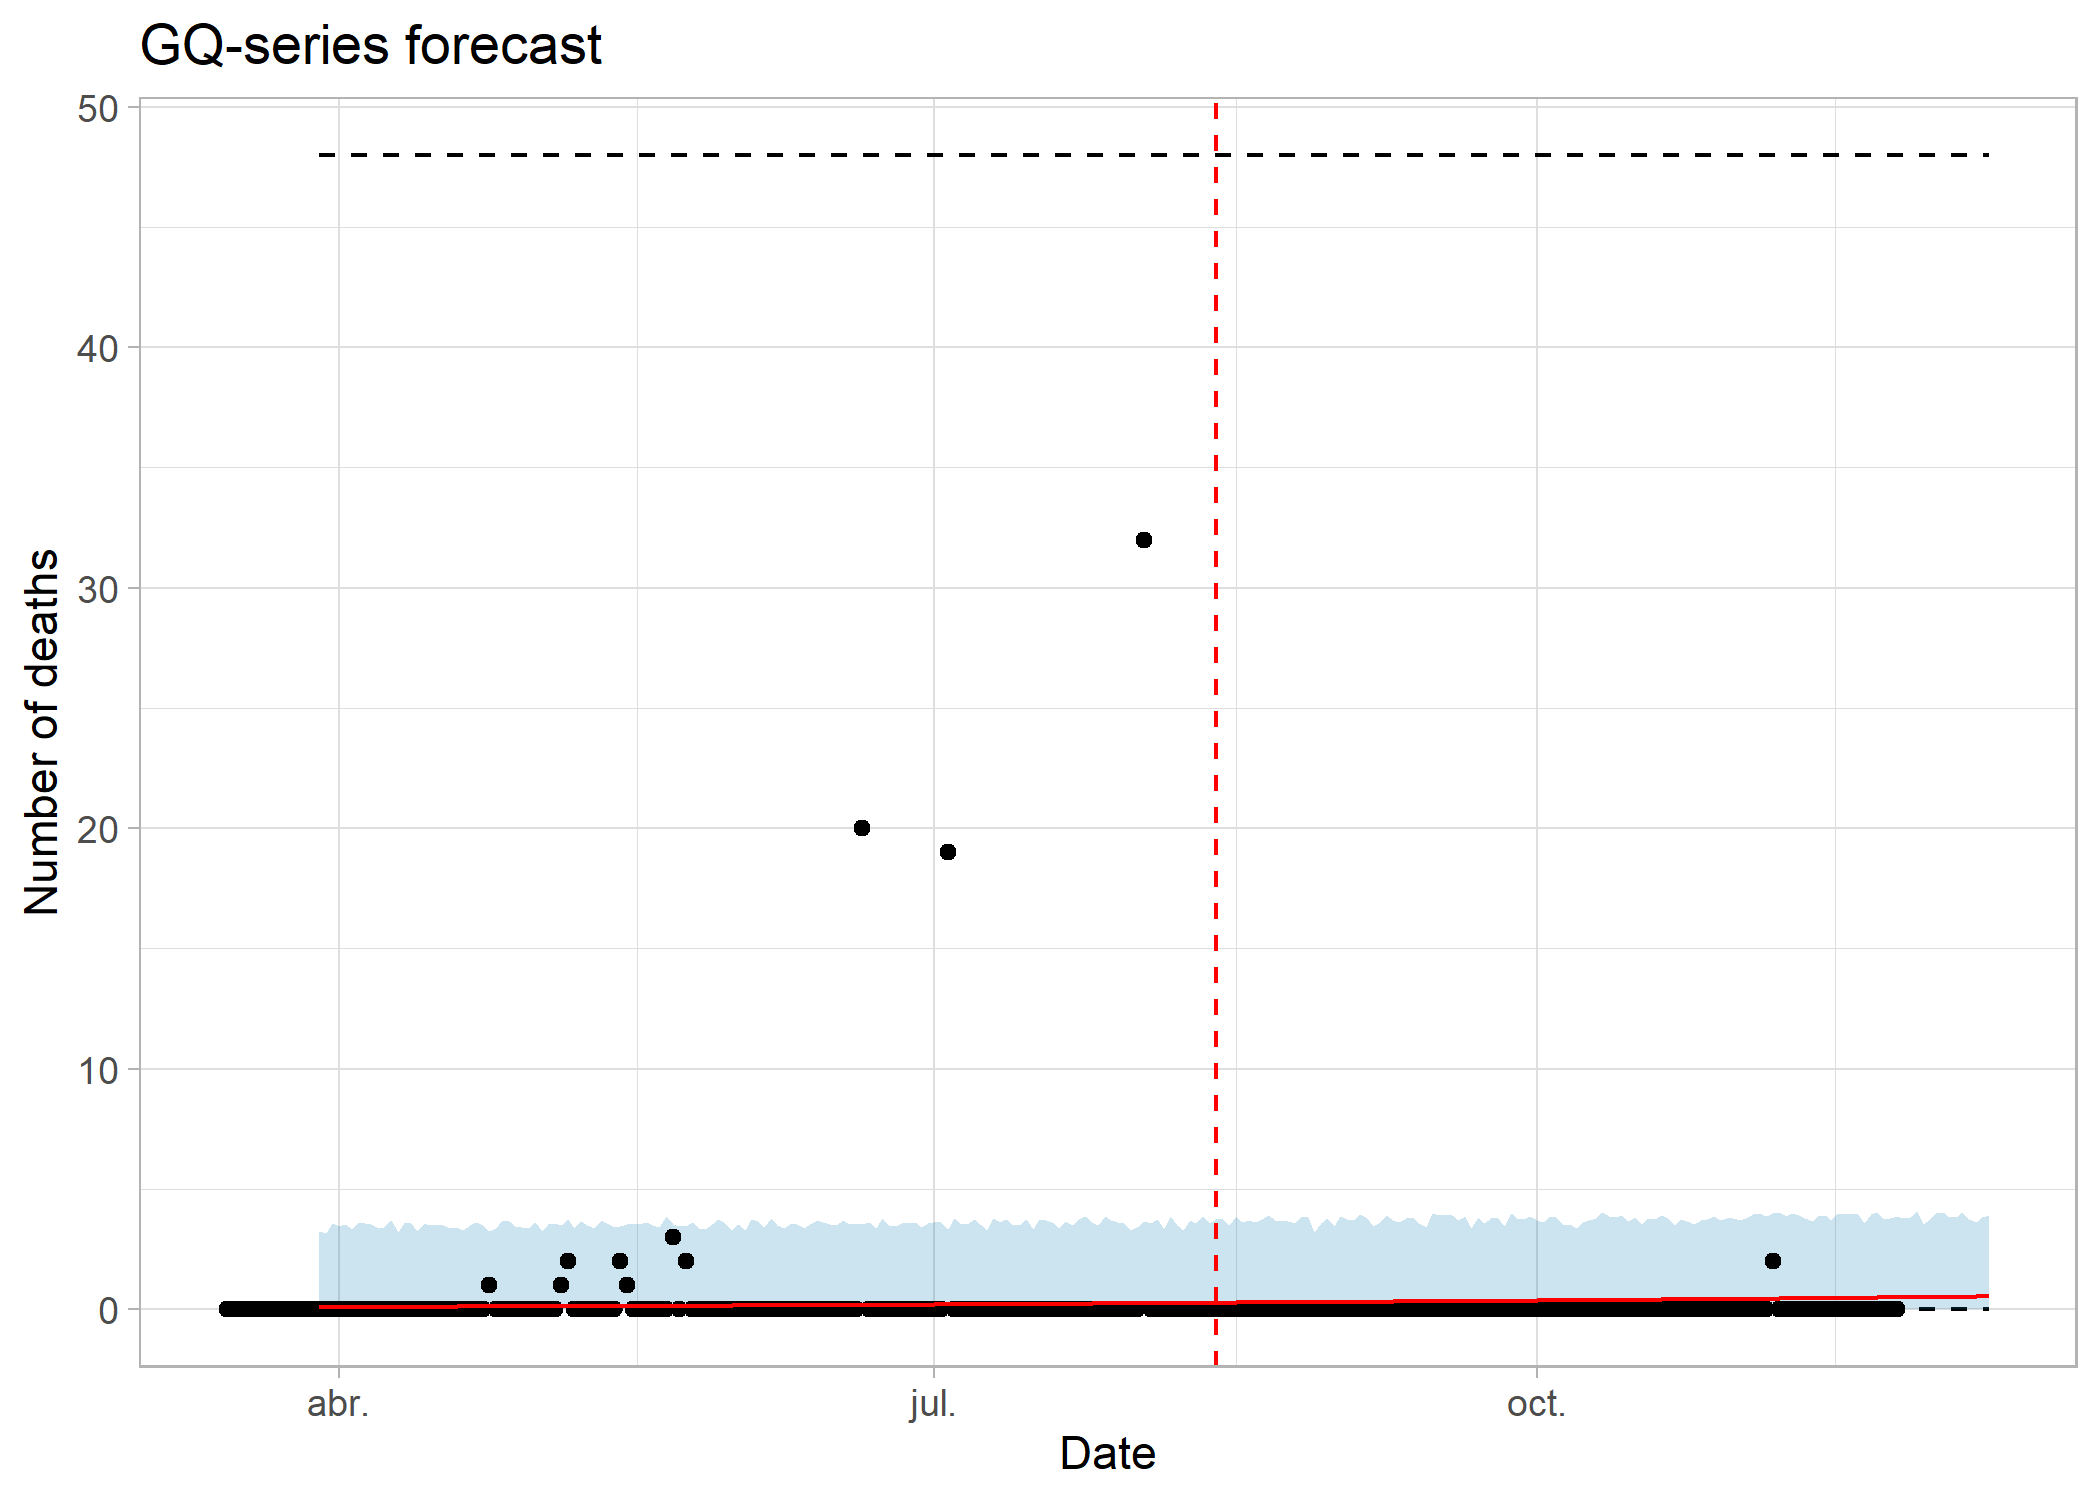 GQ-series forecast
50
40
30
20
10
0
Number of deaths
abr.
jul.
oct.
Date